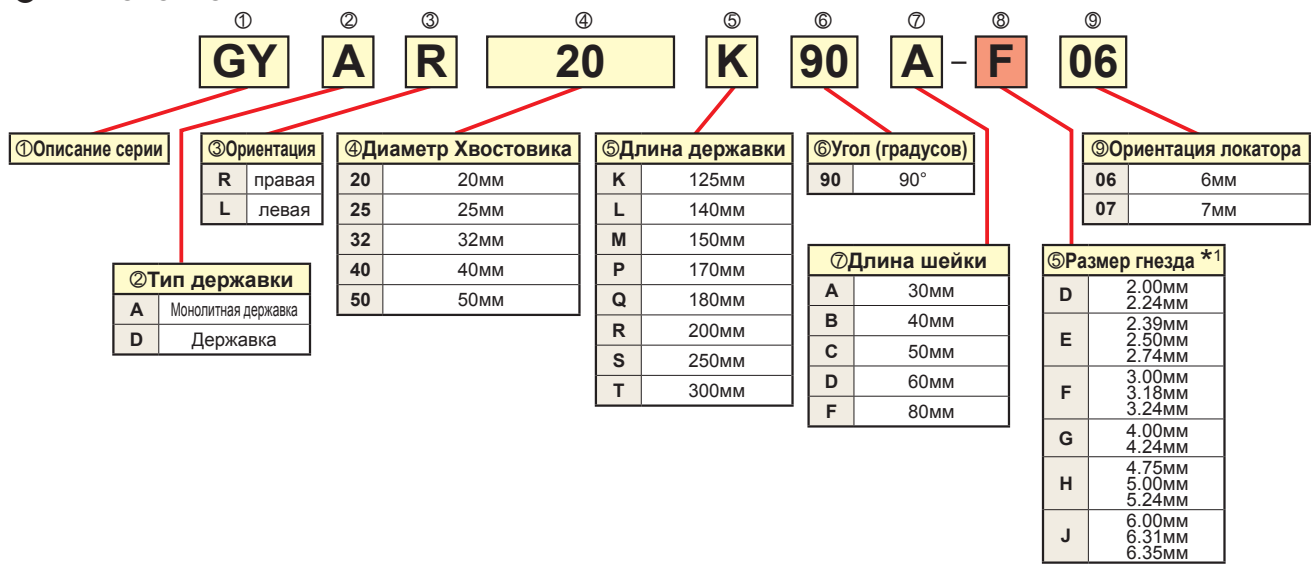 ① ② ③ ④ ⑤ ⑥ ⑦ ⑧ ⑨
GY A R 20 K 90 A – F 06
①Описание серии
③Ориентация
R правая
L левая
②Тип державки
A Монолитная державка
D Державка
④Диаметр Хвостовика
20 20мм
25 25мм
32 32мм
40 40мм
50 50мм
⑤Длина державки
K 125мм
L 140мм
M 150мм
P 170мм
Q 180мм
R 200мм
S 250мм
T 300мм
⑥Угол (градусов)
90 90°
⑦Длина шейки
A 30мм
B 40мм
C 50мм
D 60мм
F 80мм
⑨Ориентация локатора
06 6мм
07 7мм
⑤Размер гнезда *1
D 2.00мм
2.24мм
E 2.39мм
2.50мм
2.74мм
F 3.00мм
3.18мм
3.24мм
G 4.00мм
4.24мм
H 4.75мм
5.00мм
5.24мм
J 6.00мм
6.31мм
6.35мм